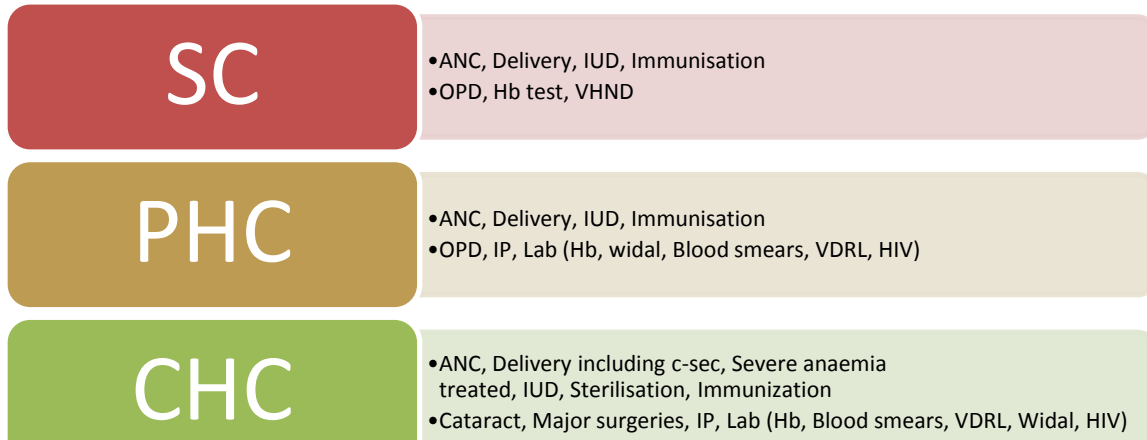 SC
•ANC, Delivery, IUD, Immunisation
•OPD, Hb test, VHND
PHC
•ANC, Delivery, IUD, Immunisation
•OPD, IP, Lab (Hb, widal, Blood smears, VDRL, HIV)
CHC
•ANC, Delivery including c-sec, Severe anaemia
treated, IUD, Sterilisation, Immunization
•Cataract, Major surgeries, IP, Lab (Hb, Blood smears, VDRL, Widal, HIV)